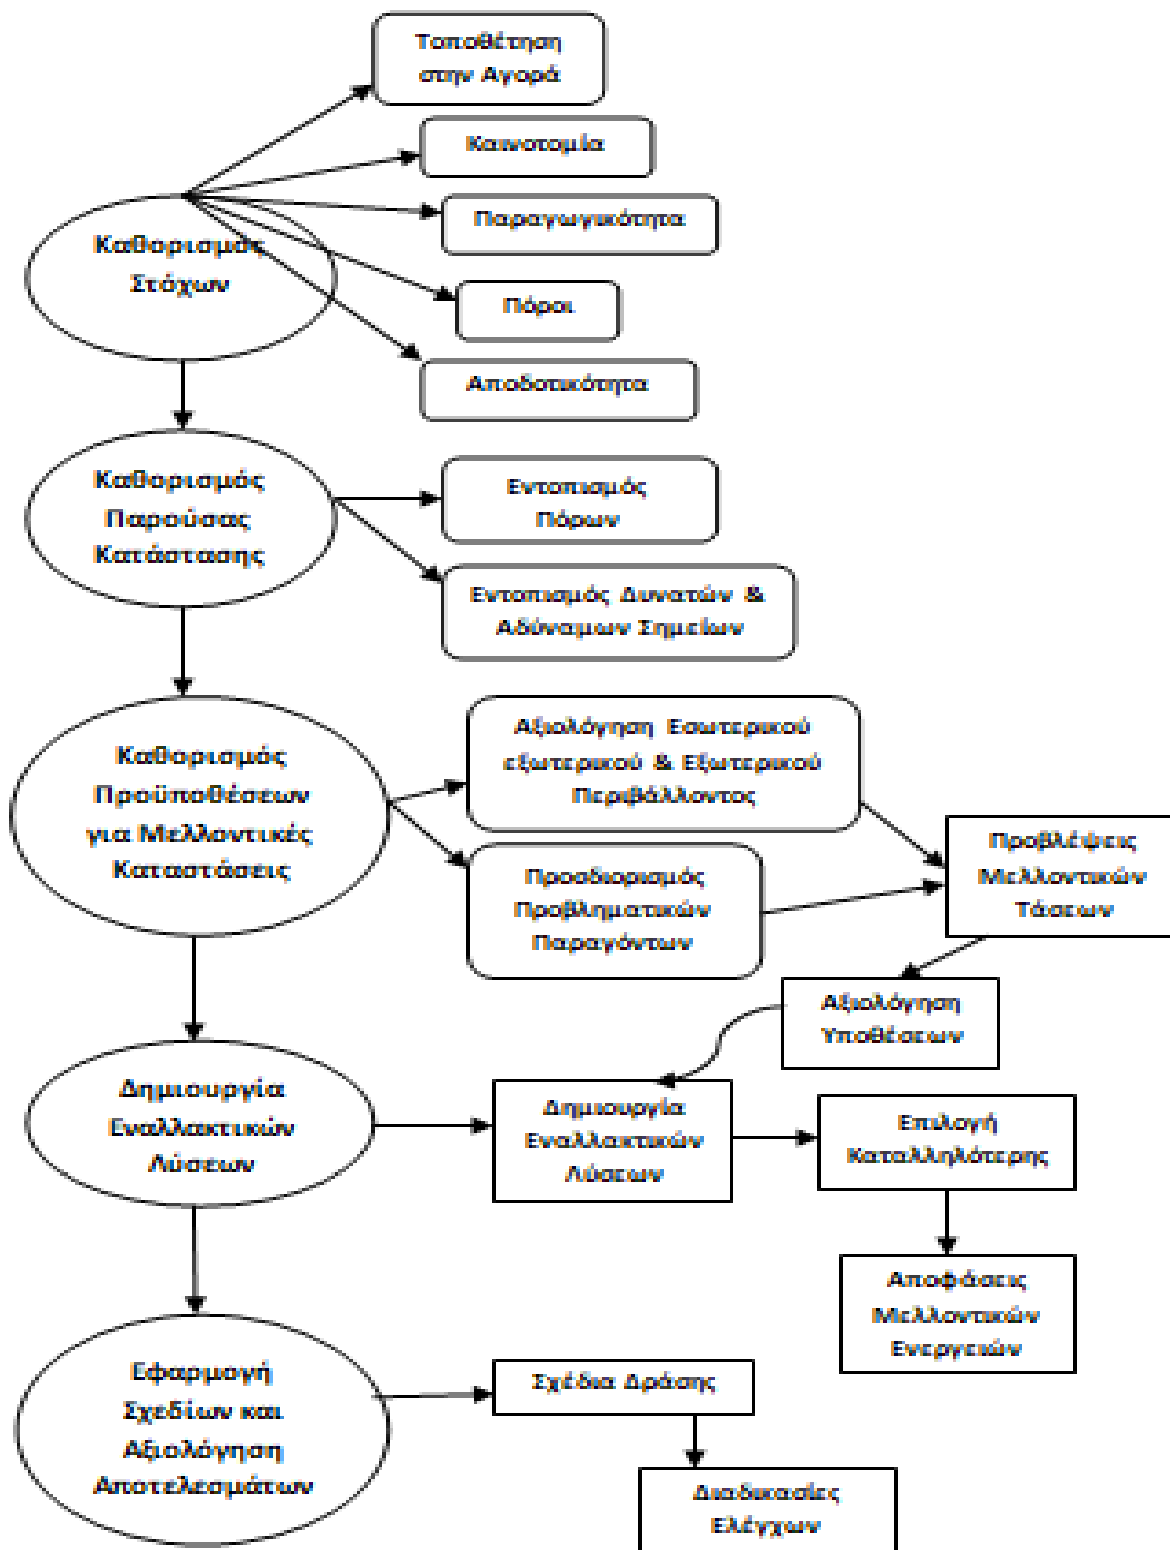 Τοποθέτηση
στην Αγορά
Καινοτομία
Παραγωγικότητα
Καθορισμός
Στόχων
Πόροι
Αποδοτικότητα
Καθορισμός
Παρούσας
Κατάστασης
Εντοπισμός
Πόρων
Εντοπισμός Δυνατών &
Αδύναμων Σημείων
Καθορισμός
Προϋποθέσεων
για Μελλοντικές
Καταστάσεις
Αξιολόγηση Εσωτερικού
εξωτερικού & Εξωτερικού
Περιβάλλοντος
Προσδιορισμός
Προβληματικών
Παραγόντων
Προβλέψεις
Μελλοντικών
Τάσεων
Αξιολόγηση
Υποθέσεων
Δημιουργία
Εναλλακτικών
Λύσεων
Δημιουργία
Εναλλακτικών
Λύσεων
Επιλογή
Καταλληλότερης
Αποφάσεις
Μελλοντικών
Ενεργειών
Εφαρμογή
Σχεδίων και
Αξιολόγηση
Αποτελεσμάτων
Σχέδια Δράσης
Διαδικασίες
Ελέγχων